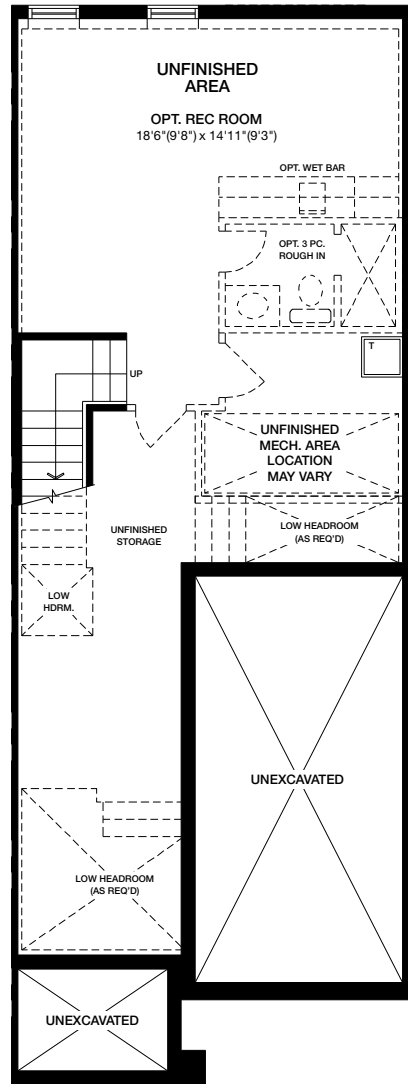 UNFINISHED
AREA
OPT. REC ROOM
18'6"(9'8") x 14'11"(9'3")
OPT. WET BAR
OPT. 3 PC.
ROUGH IN
T
UP
UNFINISHED
MECH. AREA
LOCATION
MAY VARY
UNFINISHED
STORAGE
LOW HEADROOM
(AS REQ'D)
LOW
HDRM.
UNEXCAVATED
LOW HEADROOM
(AS REQ'D)
UNEXCAVATED